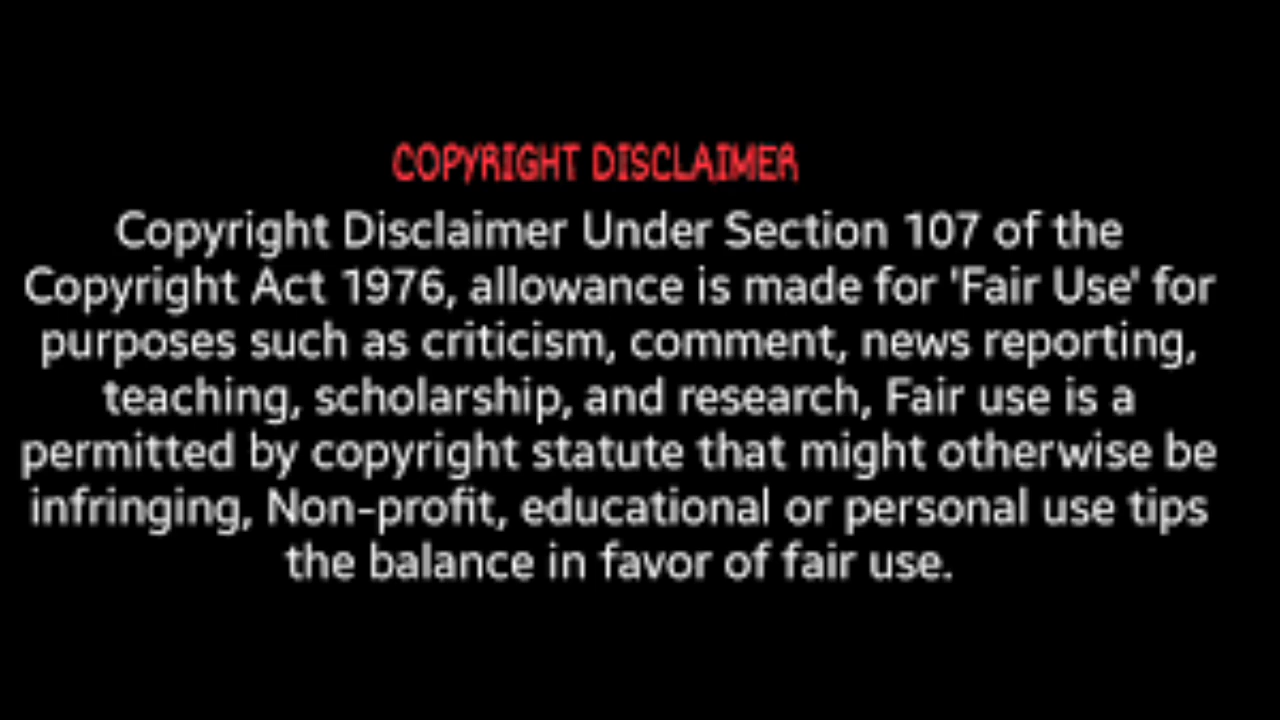 COPYRIGHT DISCLAIMER
Copyright Disclaimer Under Section 107 of the
Copyright Act 1976, allowance is made for 'Fair Use' for
purposes such as criticism, comment, news reporting,
teaching, scholarship, and research, Fair use is a
permitted by copyright statute that might otherwise be
infringing, Non-profit, educational or personal use tips
the balance in favor of fair use.